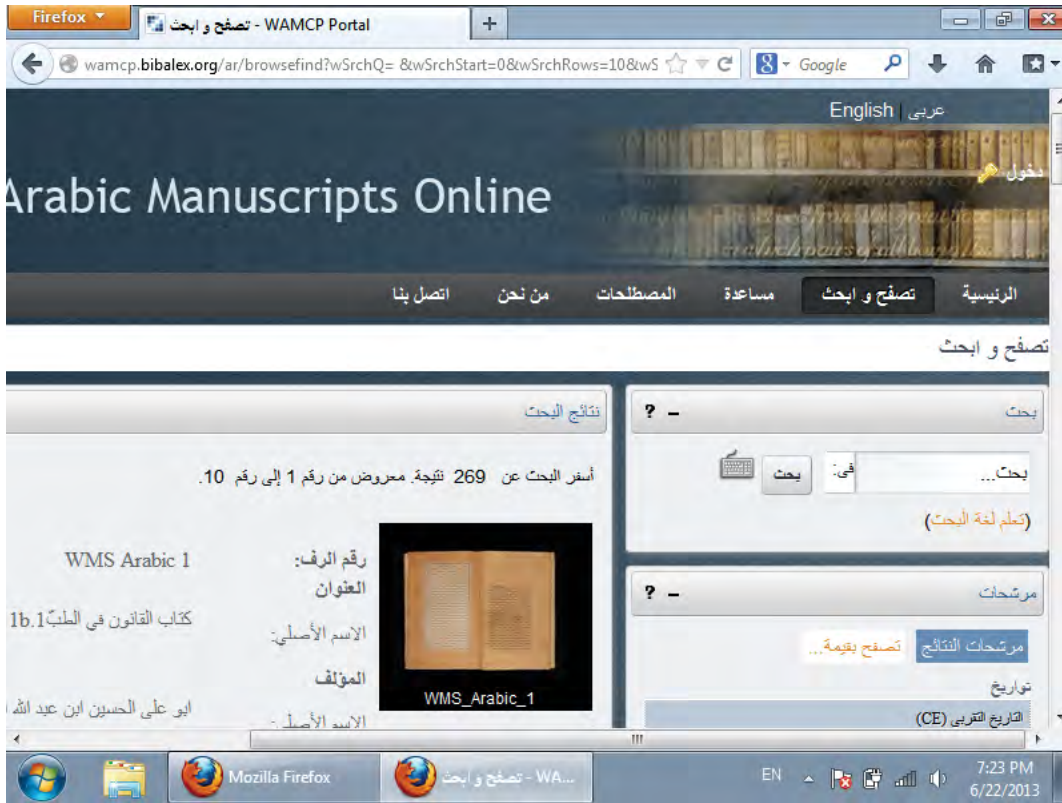 Firefox
تصفح و ابحث - WAMCP Portal
wamcp.bibalex.org/ar/browsefind?wSrchQ= &wSrchStart=0&wSrchRows=10&wS
Google
عربى | English
دخول
Arabic Manuscripts Online
الرئيسية تصفح و ابحث مساعدة المصطلحات من نحن اتصل بنا
تصفح و ابحث
بحث
? –
بحث...
فى:
بحث
(تعلم لغة البحث)
مرشحات
? –
مرشحات النتائج تصفح بقيمة...
تواريخ
التاريخ التقربى (CE)
نتائج البحث
أسفر البحث عن 269 نتيجة. معروض من رقم 1 إلى رقم 10.
WMS_Arabic_1
رقم الرف: WMS Arabic 1
العنوان
الاسم الأصلي: كتاب القانون في الطبّ 1b.1
المؤلف
الاسم الأصلي: ابو على الحسين ابن عبد الله
Mozilla Firefox
تصفح و ابحث - WA...
EN
7:23 PM
6/22/2013